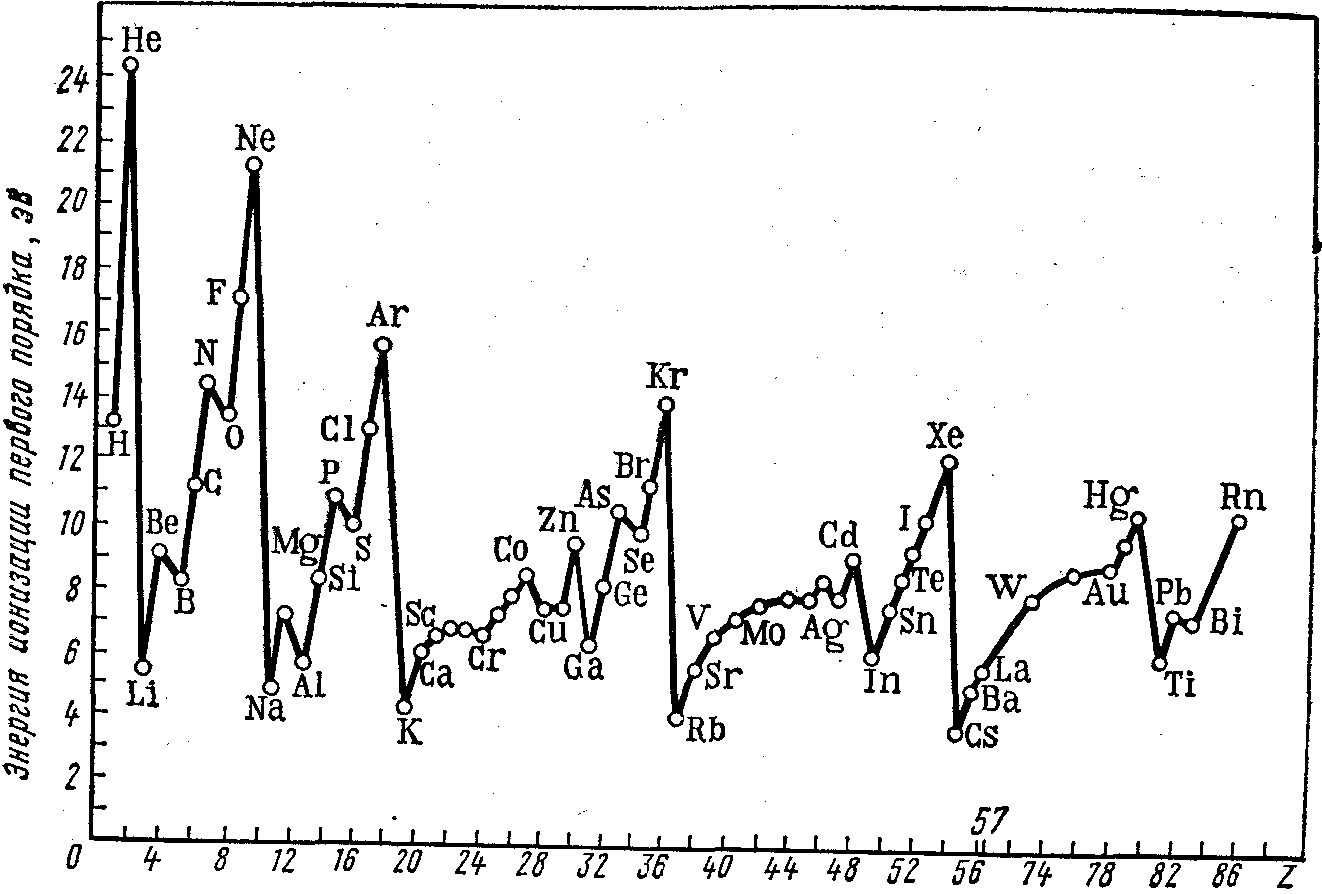 Энергия ионизации первого порядка, эв
24
22
20
18
16
14
12
10
8
6
4
2
0
4 8 12 16 20 24 28 32 36 40 44 48 52 56 74 78 82 86 Z
57
H
He
Li
Be
B
C
N
O
F
Ne
Na
Mg
Al
Si
P
S
Cl
Ar
K
Ca
Sc
Cr
Co
Cu
Zn
Ga
Ge
As
Se
Br
Kr
Rb
Sr
V
Mo
Ag
Cd
In
Sn
Te
I
Xe
Cs
Ba
La
W
Au
Hg
Ti
Pb
Bi
Rn